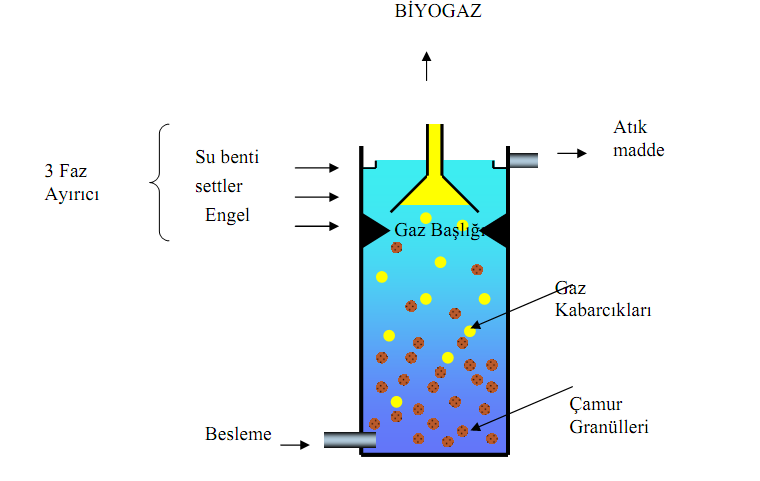 BİYOGAZ
Atık
madde
3 Faz
Ayırıcı
Su benti
settler
Engel
Gaz Başlığı
Gaz
Kabarcıkları
Çamur
Granülleri
Besleme